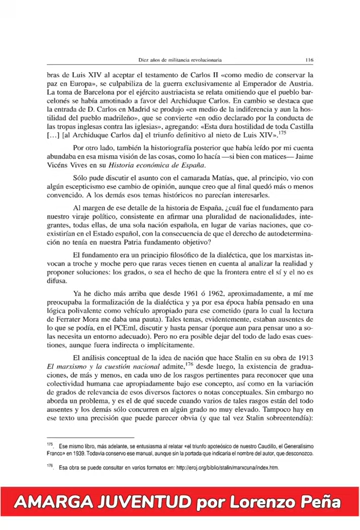 Diez años de militancia revolucionaria 116
bras de Luis XIV al aceptar el testamento de Carlos II «como medio de conservar la
paz en Europa», se culpabiliza de la guerra exclusivamente al Emperador de Austria.
La toma de Barcelona por el ejército austriacista se relata omitiendo que el pueblo bar-
celonés se había amotinado a favor del Archiduque Carlos. En cambio se destaca que
la entrada de D. Carlos en Madrid se produjo «en medio de la indiferencia y aun la hos-
tilidad del pueblo madrileño», que se convierte «en odio declarado por la conducta de
las tropas inglesas contra las iglesias», agregando: «Esta dura hostilidad de toda Castilla
[…] [al Archiduque Carlos da] el triunfo definitivo al nieto de Luis XIV».175
Por otro lado, también la historiografía posterior que había leído por mi cuenta
abundaba en esa misma visión de las cosas, como lo hacía —si bien con matices— Jaime
Vicéns Vives en su Historia económica de España.
Sólo pude discutir el asunto con el camarada Matías, que, al principio, vio con
algún escepticismo ese cambio de opinión, aunque creo que al final quedó más o menos
convencido. A los demás esos temas históricos no parecían interesarles.
Al margen de ese detalle de la historia de España, ¿cuál fue el fundamento para
nuestro viraje político, consistente en afirmar una pluralidad de nacionalidades, inte-
grantes, todas ellas, de una sola nación española, en lugar de varias naciones, que co-
existirían en el Estado español, con la consecuencia de que el derecho de autodetermina-
ción no tenía en nuestra Patria fundamento objetivo?
El fundamento era un principio filosófico de la dialéctica, que los marxistas in-
vocan a troche y moche pero que raras veces tienen en cuenta al analizar la realidad y
proponer soluciones: los grados, o sea el hecho de que la frontera entre el sí y el no es
difusa.
Ya he dicho más arriba que desde 1961 ó 1962, aproximadamente, a mí me
preocupaba la formalización de la dialéctica y ya por esa época había pensado en una
lógica polivalente como vehículo apropiado para ese cometido (para lo cual la lectura
de Ferrater Mora me daba una pauta). Tales temas, evidentemente, estaban ausentes de
lo que se podía, en el PCEml, discutir y hasta pensar (porque aun para pensar uno a so-
las necesita un entorno adecuado). Pero no era posible dejar del todo de lado esas cues-
tiones, aunque fuera indirecta o implícitamente.
El análisis conceptual de la idea de nación que hace Stalin en su obra de 1913
El marxismo y la cuestión nacional admite,176 desde luego, la existencia de gradua-
ciones, de más y menos, en cada uno de los rasgos pertinentes para reconocer que una
colectividad humana cae apropiadamente bajo ese concepto, así como en la variación
de grados de relevancia de esos diversos factores o notas conceptuales. Sin embargo no
aborda un problema, y es el de qué sucede cuando varios de tales rasgos están del todo
ausentes y los demás sólo concurren en algún grado no muy elevado. Tampoco hay en
ese texto una precisión que puede parecer obvia (y que tal vez Stalin sobreentendía):
175 Ese mismo libro, más adelante, se entusiasma al relatar «el triunfo apoteósico de nuestro Caudillo, el Generalísimo
Franco» en 1939. Todavía conservo ese manual, aunque sin la portada que indicaría el nombre del autor, que desconozco.
176 Esa obra se puede consultar en varios formatos en: http://eroj.org/biblio/stalin/marxcuna/index.htm.
AMARGA JUVENTUD por Lorenzo Peña